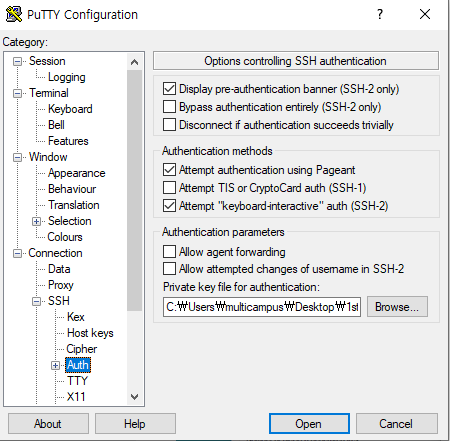 PuTTY Configuration
? ×
Category:
Session
Logging
Terminal
Keyboard
Bell
Features
Window
Appearance
Behaviour
Translation
Selection
Colours
Connection
Data
Proxy
SSH
Kex
Host keys
Cipher
Auth
TTY
X11
Options controlling SSH authentication
Display pre-authentication banner (SSH-2 only)
Bypass authentication entirely (SSH-2 only)
Disconnect if authentication succeeds trivially
Authentication methods
Attempt authentication using Pageant
Attempt TIS or CryptoCard auth (SSH-1)
Attempt "keyboard-interactive" auth (SSH-2)
Authentication parameters
Allow agent forwarding
Allow attempted changes of username in SSH-2
Private key file for authentication:
C:₩Users₩multicampus₩Desktop₩1st
Browse...
About
Help
Open
Cancel